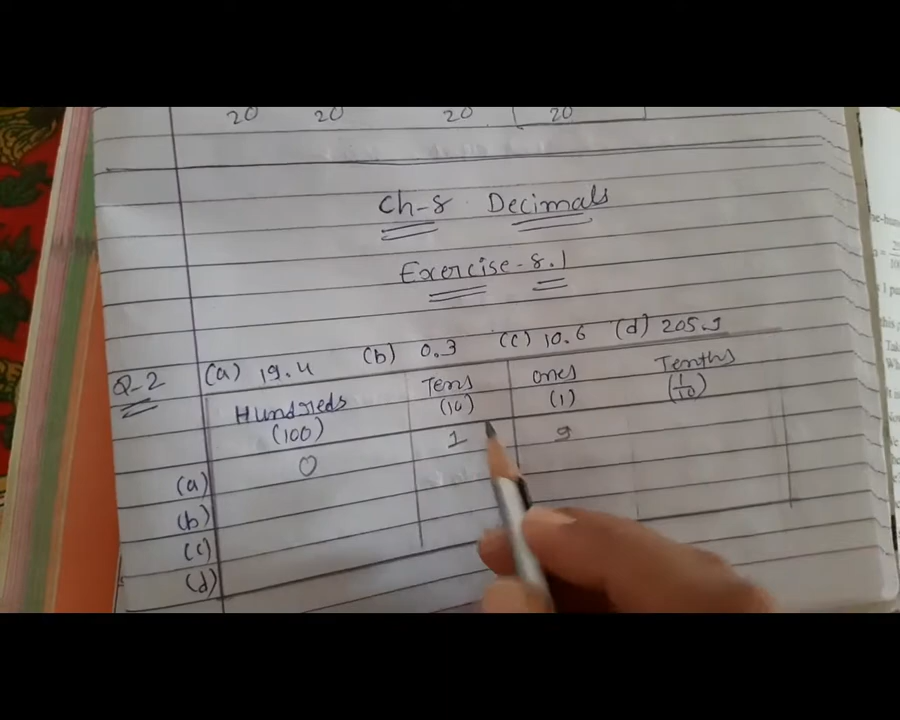 20 20 20 20
Ch-8 Decimals
Exercise-8.1
Q-2 (a) 19.4 (b) 0.3 (c) 10.6 (d) 205.9
Hundreds (100) Tens (10) Ones (1) Tenths (1/10)
(a) 0 1 9
(b)
(c)
(d)